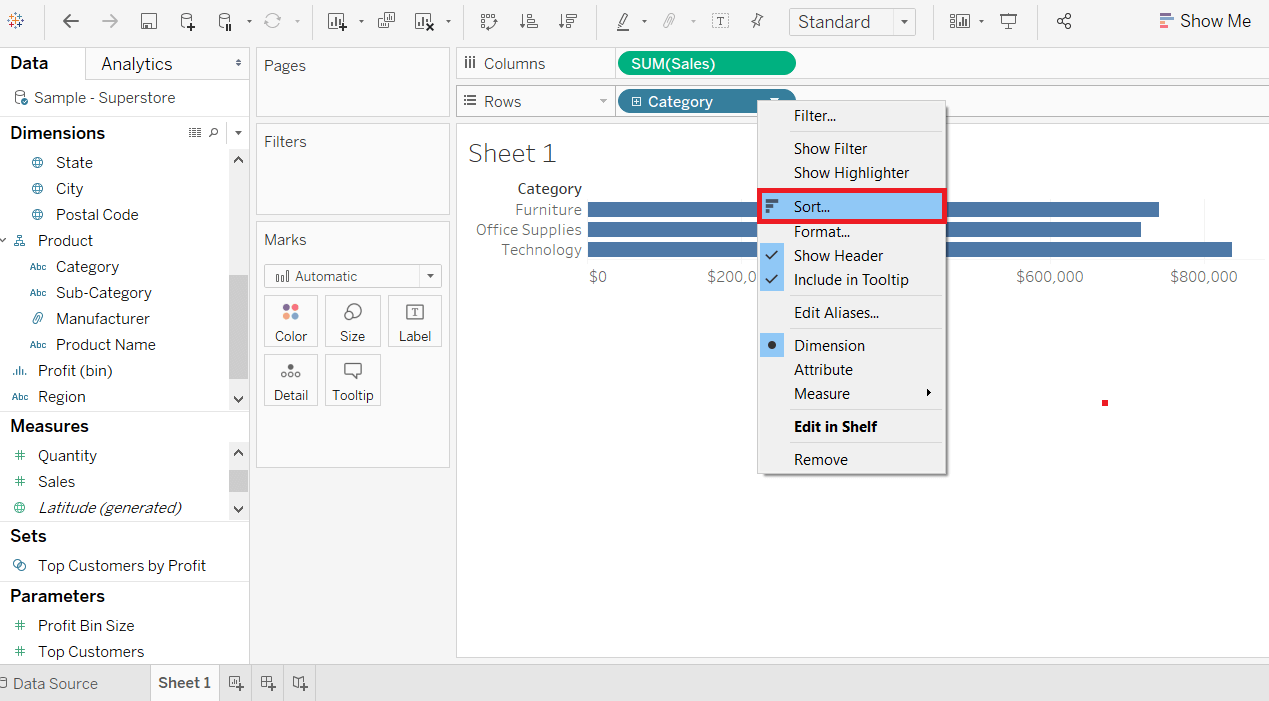 Standard
Show Me
Data
Analytics
Sample - Superstore
Dimensions
State
City
Postal Code
Product
Abc Category
Abc Sub-Category
Manufacturer
Abc Product Name
Profit (bin)
Abc Region
Measures
Quantity
Sales
Latitude (generated)
Sets
Top Customers by Profit
Parameters
Profit Bin Size
Top Customers
Pages
Filters
Marks
Automatic
Color
Size
T
Label
Detail
Tooltip
Columns
SUM(Sales)
Rows
Category
Sheet 1
Category
Furniture
Office Supplies
Technology
$0
$200,0
$600,000
$800,000
Filter...
Show Filter
Show Highlighter
Sort...
Format...
Show Header
Include in Tooltip
Edit Aliases...
Dimension
Attribute
Measure
Edit in Shelf
Remove
Data Source
Sheet 1